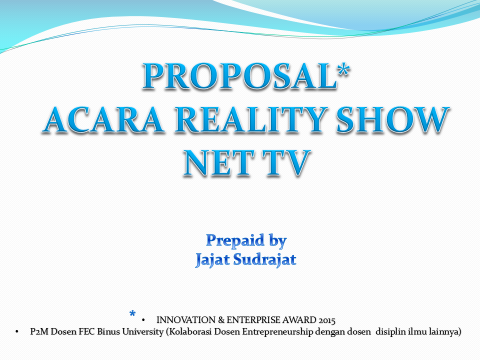 PROPOSAL*
ACARA REALITY SHOW
NET TV
Prepaid by
Jajat Sudrajat
* • INNOVATION & ENTERPRISE AWARD 2015
• P2M Dosen FEC Binus University (Kolaborasi Dosen Entrepreneurship dengan dosen disiplin ilmu lainnya)